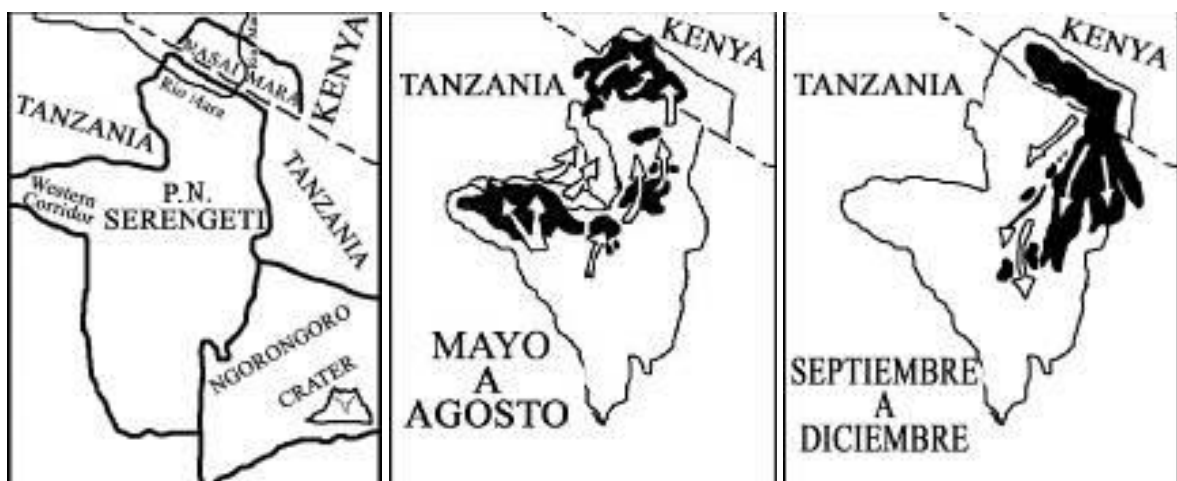 MASAI MARA
KENYA
Rio Mara
TANZANIA
Western
Corridor
P.N.
SERENGETI
TANZANIA
NGORONGORO
CRATER
KENYA
TANZANIA
MAYO
A
AGOSTO
KENYA
TANZANIA
SEPTIEMBRE
A
DICIEMBRE